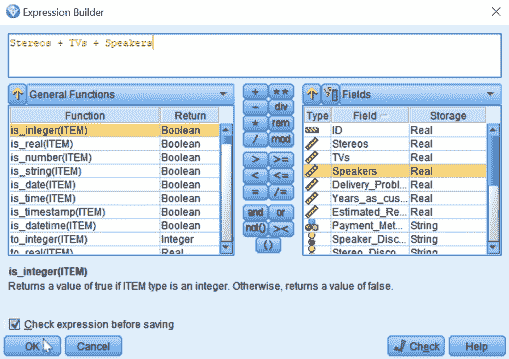 Expression Builder
Stereos + TVs + Speakers
General Functions
Function Return
is_integer(ITEM) Boolean
is_real(ITEM) Boolean
is_number(ITEM) Boolean
is_string(ITEM) Boolean
is_date(ITEM) Boolean
is_time(ITEM) Boolean
is_timestamp(ITEM) Boolean
is_datetime(ITEM) Boolean
to_integer(ITEM) Integer
to_real(ITEM) Real
+ **
- div
* rem
/ mod
> >=
< <=
= /=
and or
not() ><
()
Fields
Type Field Storage
ID Real
Stereos Real
TVs Real
Speakers Real
Delivery_Probl... Real
Years_as_cus... Real
Estimated_Re... Real
Payment_Met... String
Speaker_Disc... String
Stereo_Disco... String
is_integer(ITEM)
Returns a value of true if ITEM type is an integer. Otherwise, returns a value of false.
Check expression before saving
OK Cancel Check Help